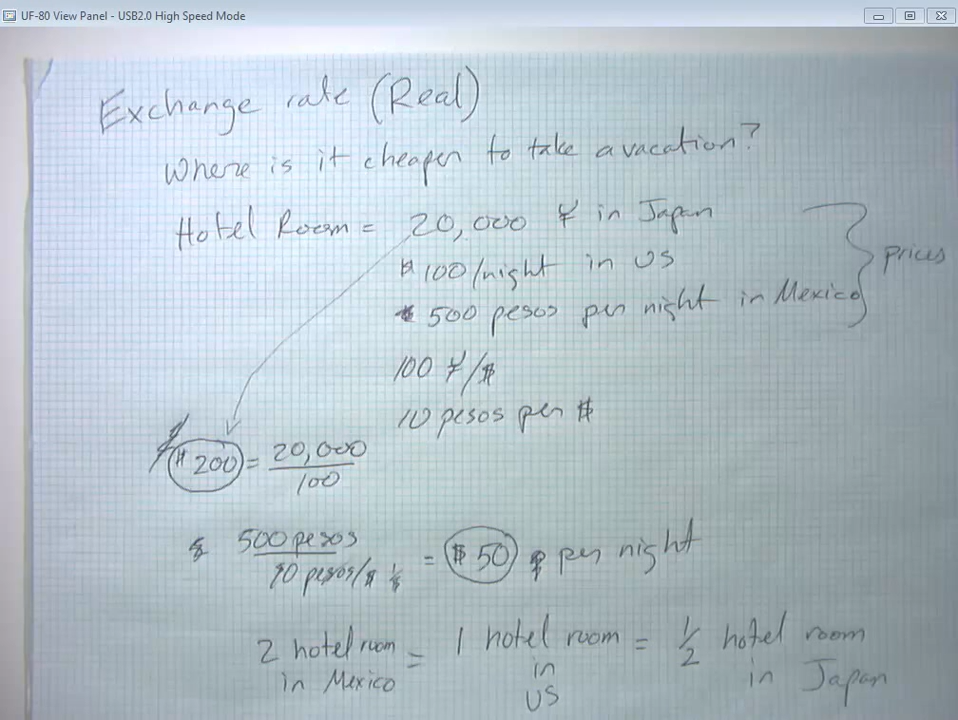 UF-80 View Panel - USB2.0 High Speed Mode
Exchange rate (Real)
Where is it cheaper to take a vacation?
Hotel Room = 20,000 ¥ in Japan
$100/night in US
500 pesos per night in Mexico
prices
100 ¥/$
10 pesos per $
$200 = 20,000/100
500 pesos
10 pesos/$
= $50 per night
2 hotel room = 1 hotel room = 1/2 hotel room
in Mexico in US in Japan